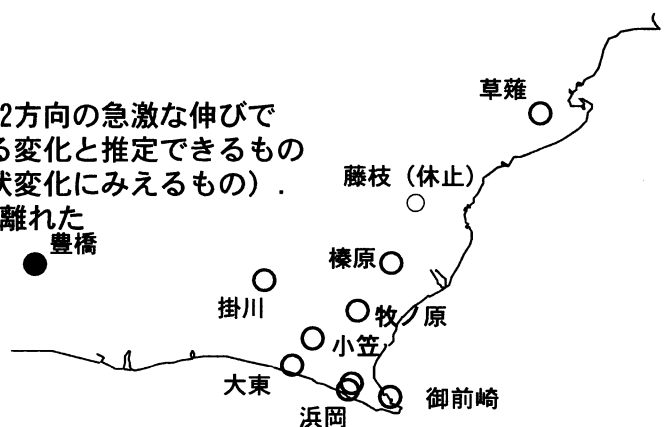 2方向の急激な伸びで
る変化と推定できるもの
状変化にみえるもの）．
離れた
草薙
藤枝（休止）
豊橋
榛原
掛川
牧ノ原
小笠
大東
御前崎
浜岡